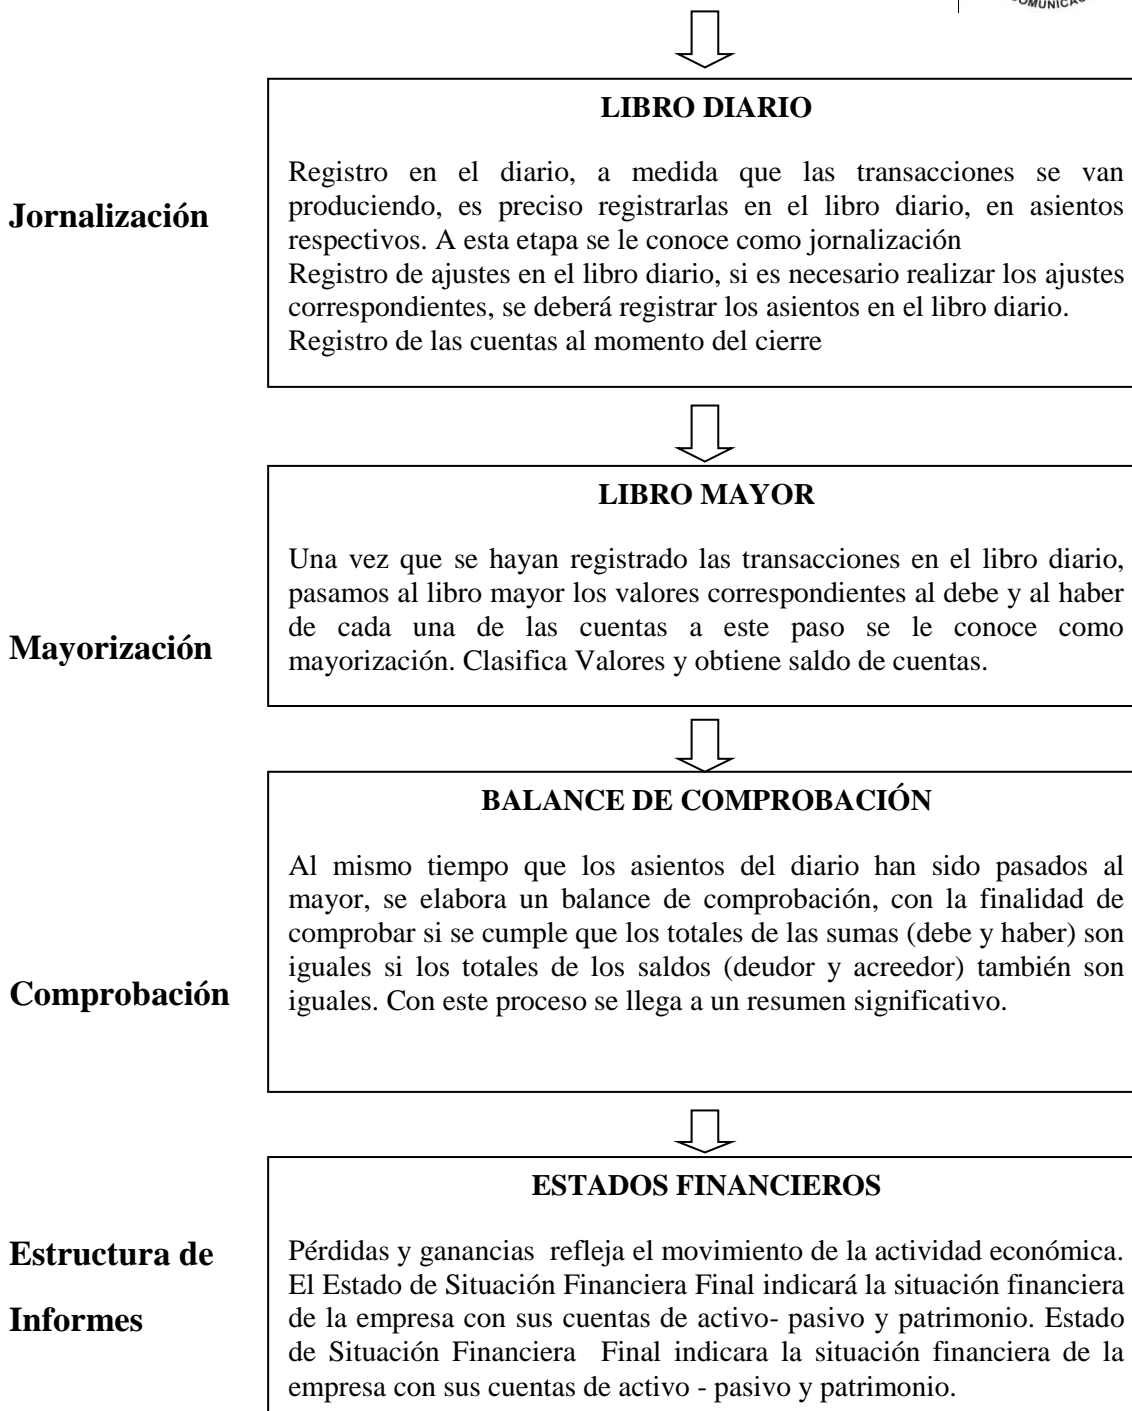 LIBRO DIARIO
Jornalización
Registro en el diario, a medida que las transacciones se van
produciendo, es preciso registrarlas en el libro diario, en asientos
respectivos. A esta etapa se le conoce como jornalización
Registro de ajustes en el libro diario, si es necesario realizar los ajustes
correspondientes, se deberá registrar los asientos en el libro diario.
Registro de las cuentas al momento del cierre
LIBRO MAYOR
Mayorización
Una vez que se hayan registrado las transacciones en el libro diario,
pasamos al libro mayor los valores correspondientes al debe y al haber
de cada una de las cuentas a este paso se le conoce como
mayorización. Clasifica Valores y obtiene saldo de cuentas.
BALANCE DE COMPROBACIÓN
Comprobación
Al mismo tiempo que los asientos del diario han sido pasados al
mayor, se elabora un balance de comprobación, con la finalidad de
comprobar si se cumple que los totales de las sumas (debe y haber) son
iguales si los totales de los saldos (deudor y acreedor) también son
iguales. Con este proceso se llega a un resumen significativo.
ESTADOS FINANCIEROS
Estructura de
Informes
Pérdidas y ganancias refleja el movimiento de la actividad económica.
El Estado de Situación Financiera Final indicará la situación financiera
de la empresa con sus cuentas de activo- pasivo y patrimonio. Estado
de Situación Financiera Final indicara la situación financiera de la
empresa con sus cuentas de activo - pasivo y patrimonio.